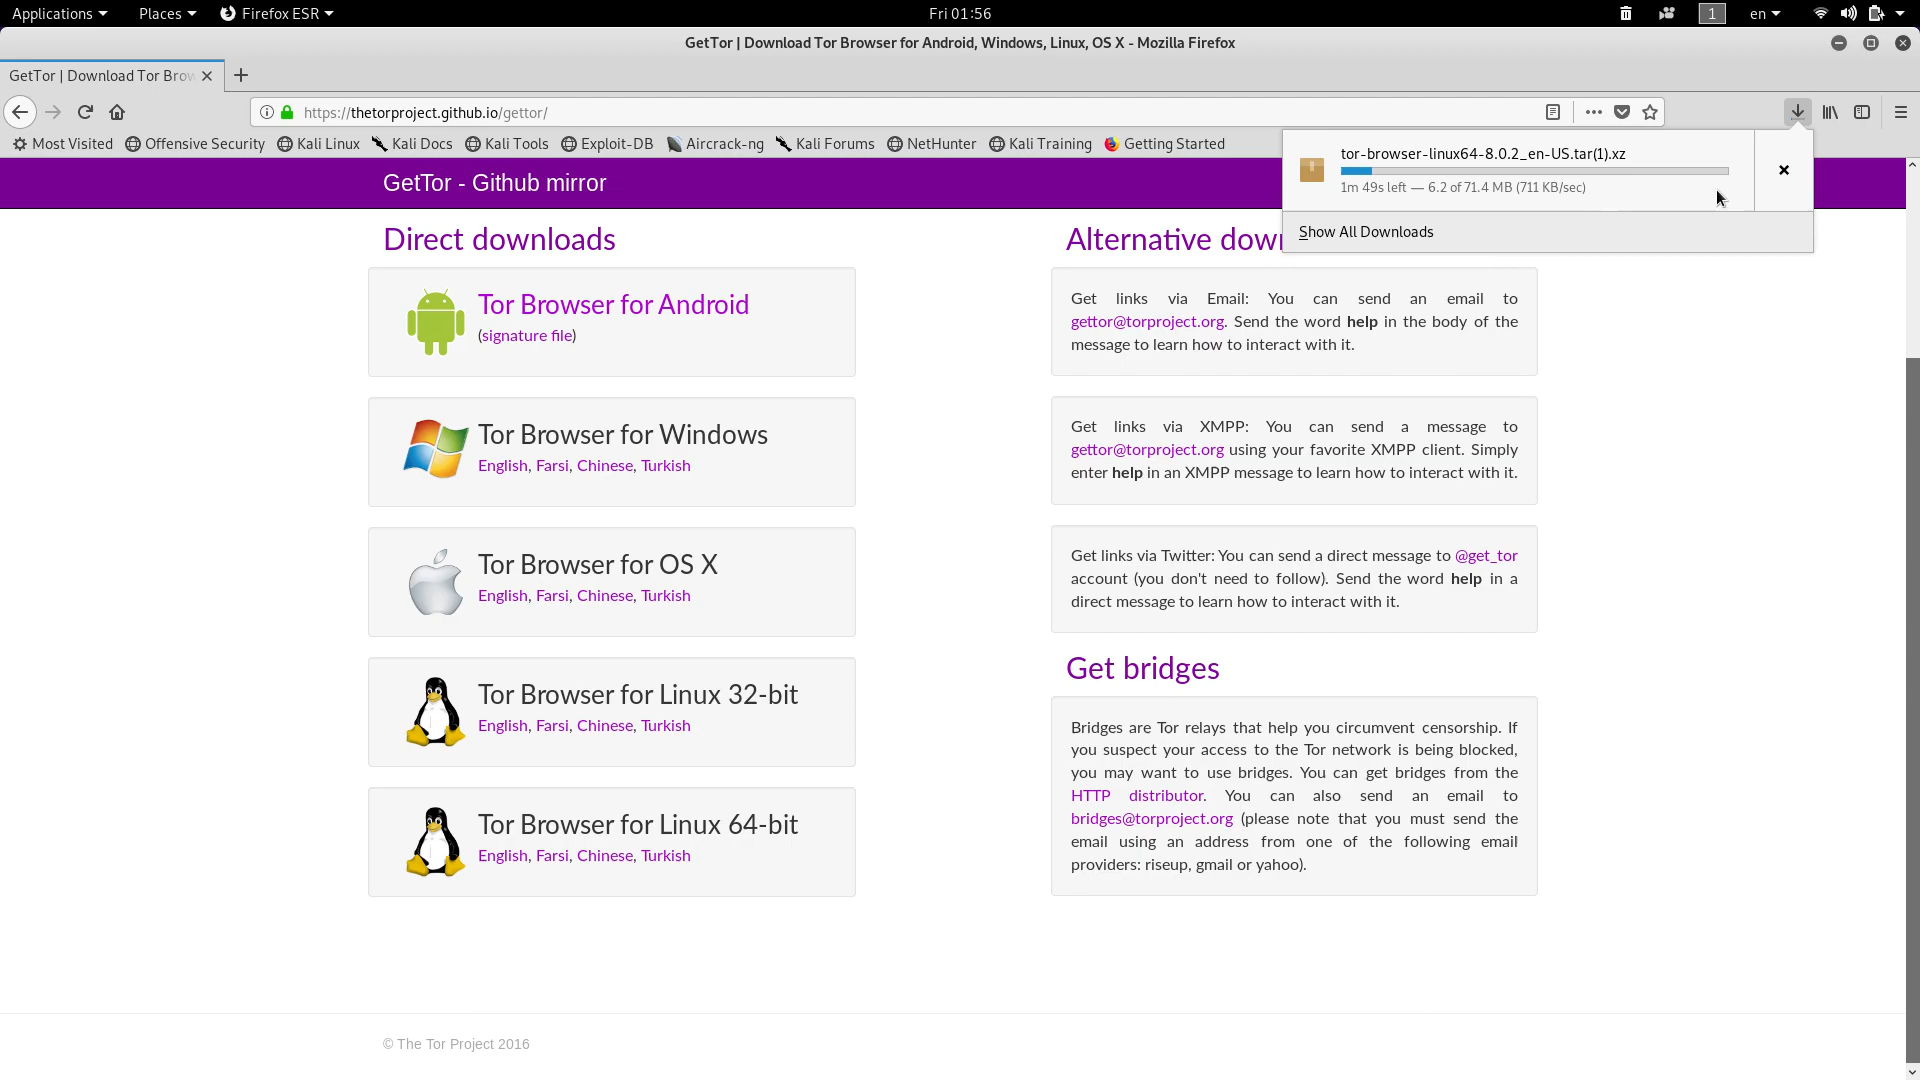 Applications Places Firefox ESR Fri 01:56 1 en
GetTor | Download Tor Browser for Android, Windows, Linux, OS X - Mozilla Firefox
GetTor | Download Tor Brow
https://thetorproject.github.io/gettor/
Most Visited Offensive Security Kali Linux Kali Docs Kali Tools Exploit-DB Aircrack-ng Kali Forums NetHunter Kali Training Getting Started
tor-browser-linux64-8.0.2_en-US.tar(1).xz
1m 49s left — 6.2 of 71.4 MB (711 KB/sec)
Show All Downloads
GetTor - Github mirror
Direct downloads
Tor Browser for Android
(signature file)
Tor Browser for Windows
English, Farsi, Chinese, Turkish
Tor Browser for OS X
English, Farsi, Chinese, Turkish
Tor Browser for Linux 32-bit
English, Farsi, Chinese, Turkish
Tor Browser for Linux 64-bit
English, Farsi, Chinese, Turkish
Alternative dow
Get links via Email: You can send an email to
gettor@torproject.org. Send the word help in the body of the
message to learn how to interact with it.
Get links via XMPP: You can send a message to
gettor@torproject.org using your favorite XMPP client. Simply
enter help in an XMPP message to learn how to interact with it.
Get links via Twitter: You can send a direct message to @get_tor
account (you don't need to follow). Send the word help in a
direct message to learn how to interact with it.
Get bridges
Bridges are Tor relays that help you circumvent censorship. If
you suspect your access to the Tor network is being blocked,
you may want to use bridges. You can get bridges from the
HTTP distributor. You can also send an email to
bridges@torproject.org (please note that you must send the
email using an address from one of the following email
providers: riseup, gmail or yahoo).
© The Tor Project 2016